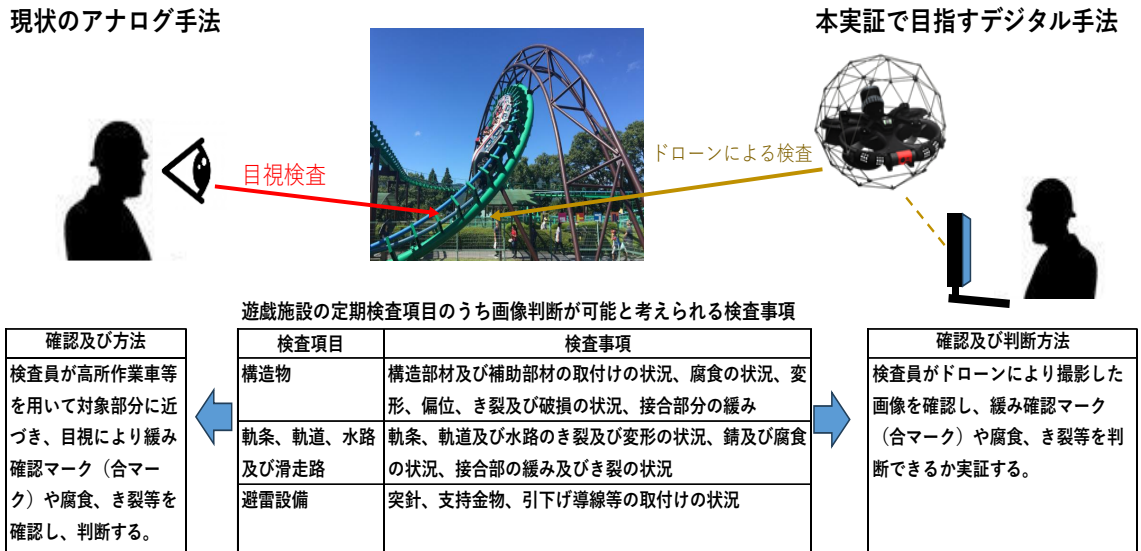 現状のアナログ手法
本実証で目指すデジタル手法
目視検査
ドローンによる検査
遊戯施設の定期検査項目のうち画像判断が可能と考えられる検査事項
確認及び方法
検査員が高所作業車等
を用いて対象部分に近
づき、目視により緩み
確認マーク（合マー
ク）や腐食、き裂等を
確認し、判断する。
検査項目
検査事項
構造物
構造部材及び補助部材の取付けの状況、腐食の状況、変
形、偏位、き裂及び破損の状況、接合部分の緩み
軌条、軌道、水路
及び滑走路
軌条、軌道及び水路のき裂及び変形の状況、錆及び腐食
の状況、接合部の緩み及びき裂の状況
避雷設備
突針、支持金物、引下げ導線等の取付けの状況
確認及び判断方法
検査員がドローンにより撮影した
画像を確認し、緩み確認マーク
（合マーク）や腐食、き裂等を判
断できるか実証する。